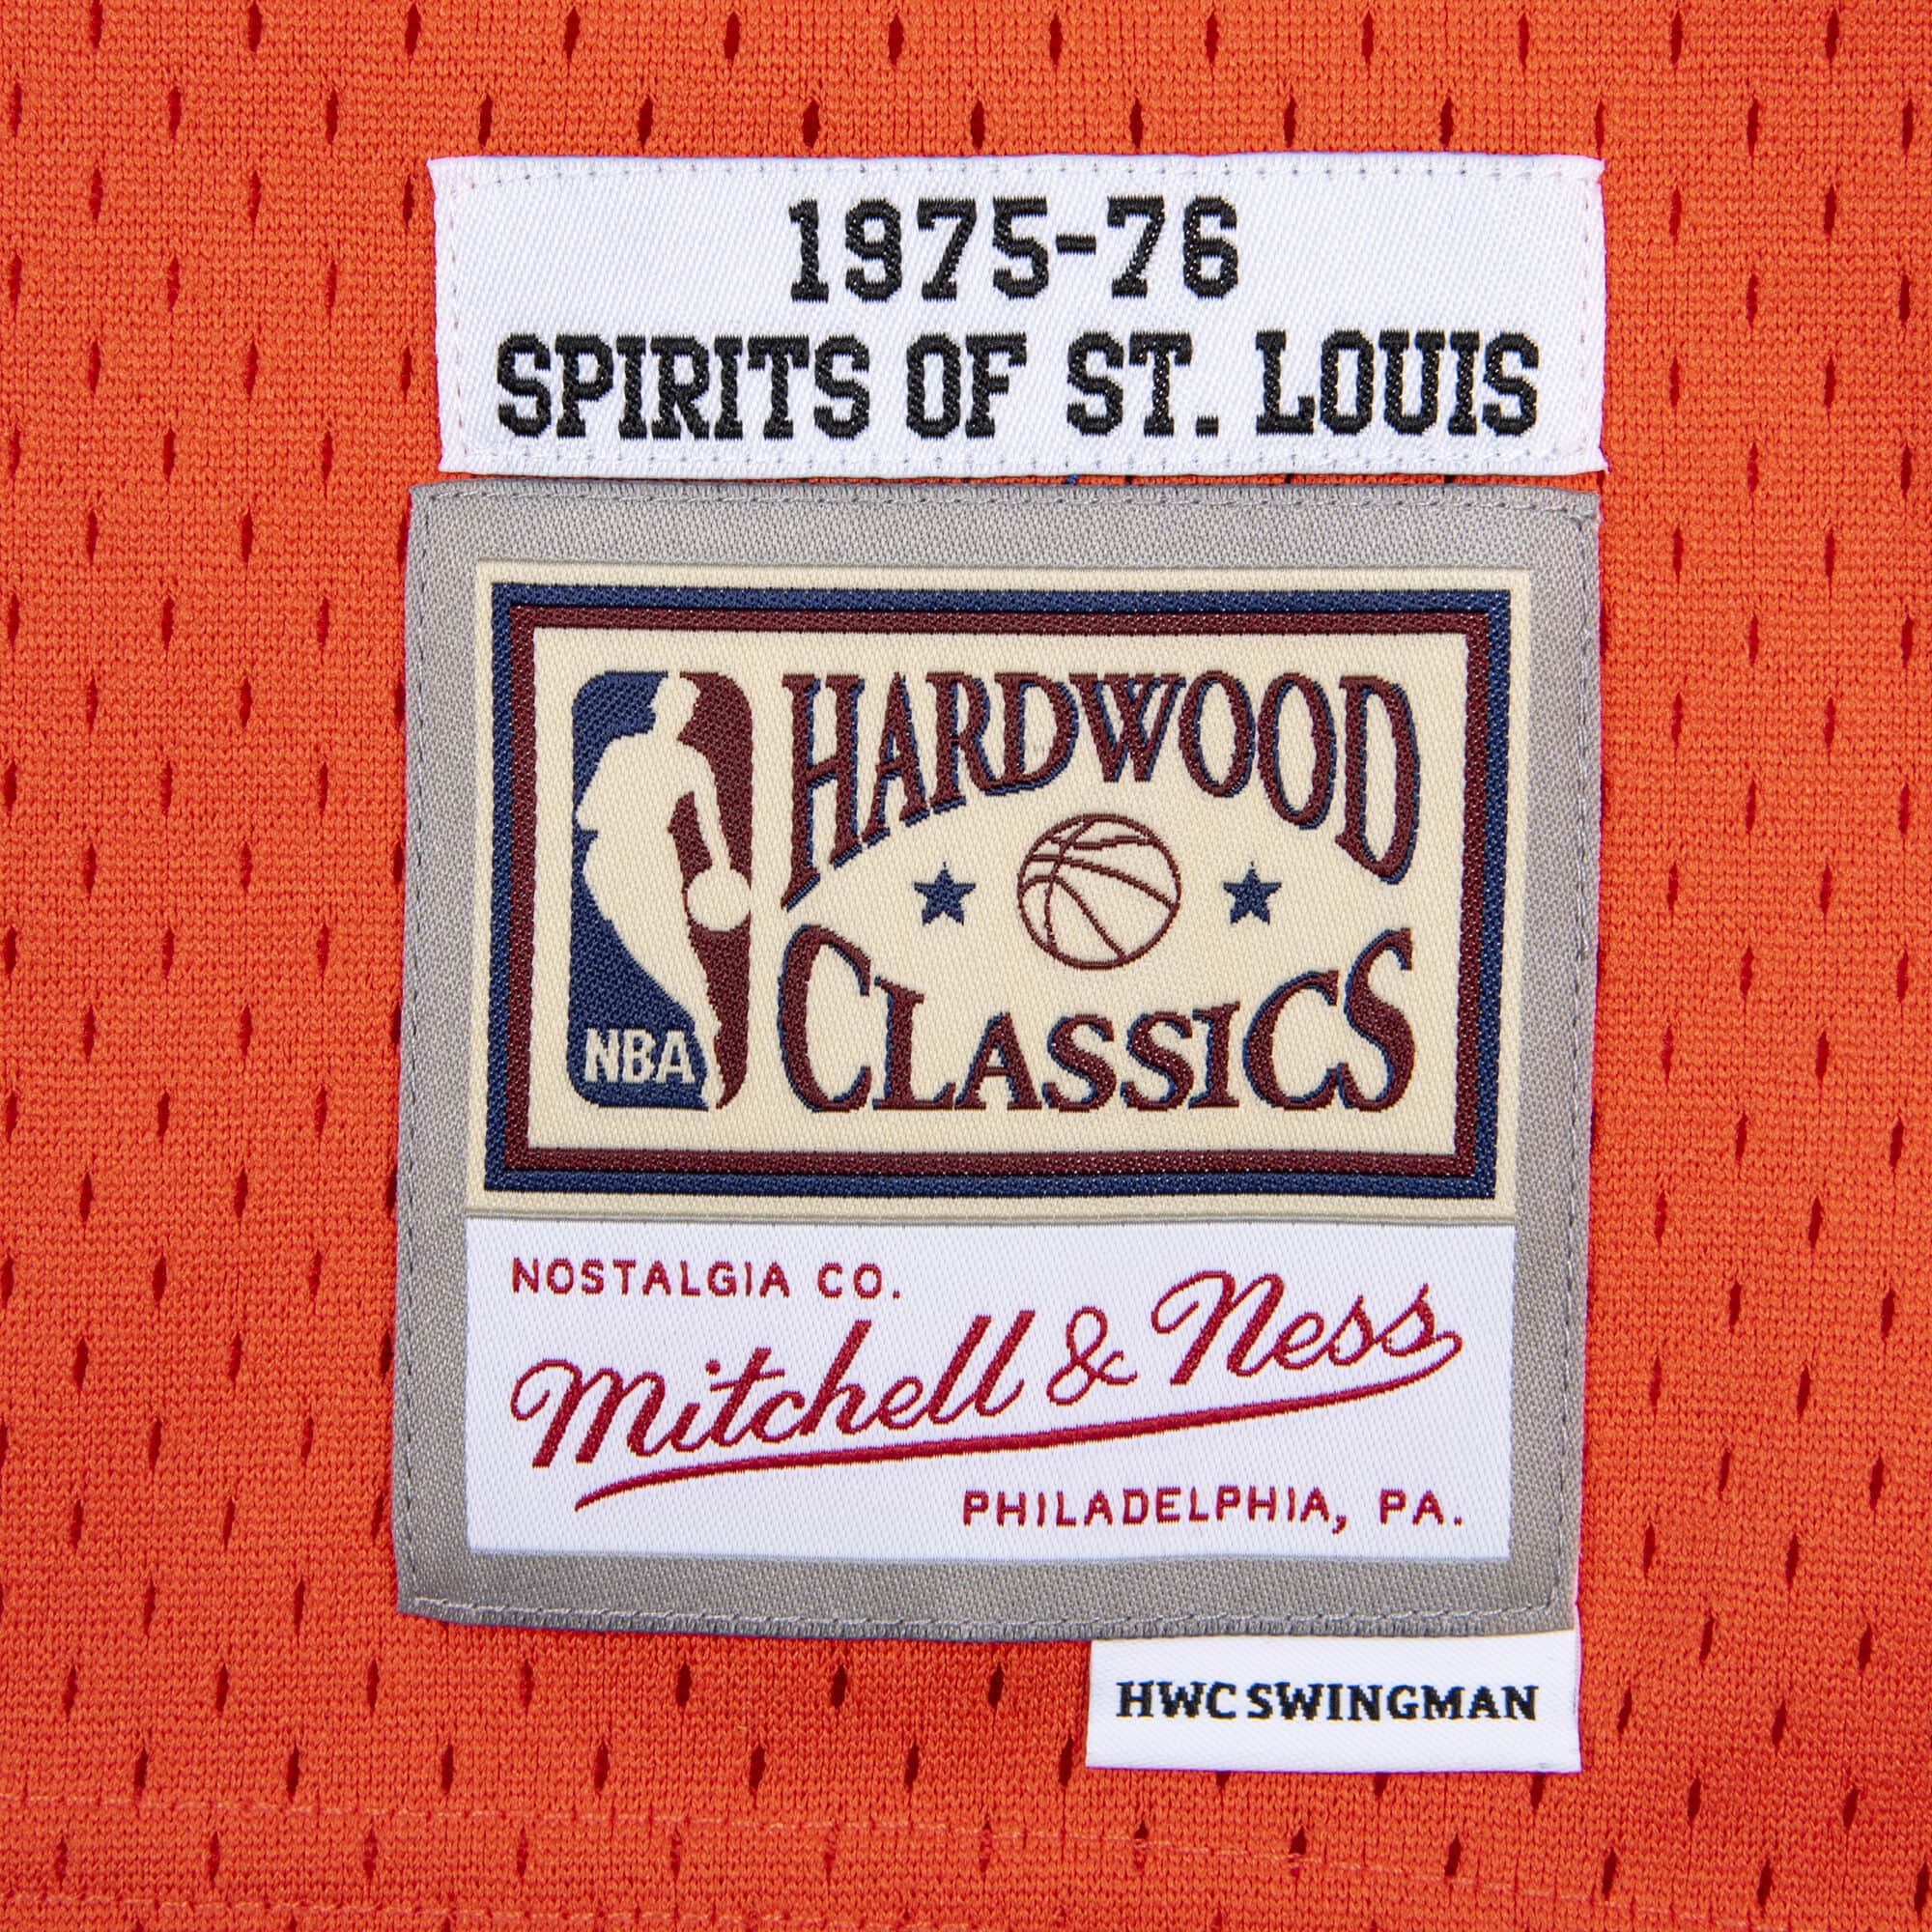 1975-76
SPIRITS OF ST. LOUIS
HARDWOOD
CLASSICS
NBA
NOSTALGIA CO.
Mitchell & Ness
PHILADELPHIA, PA.
HWC SWINGMAN